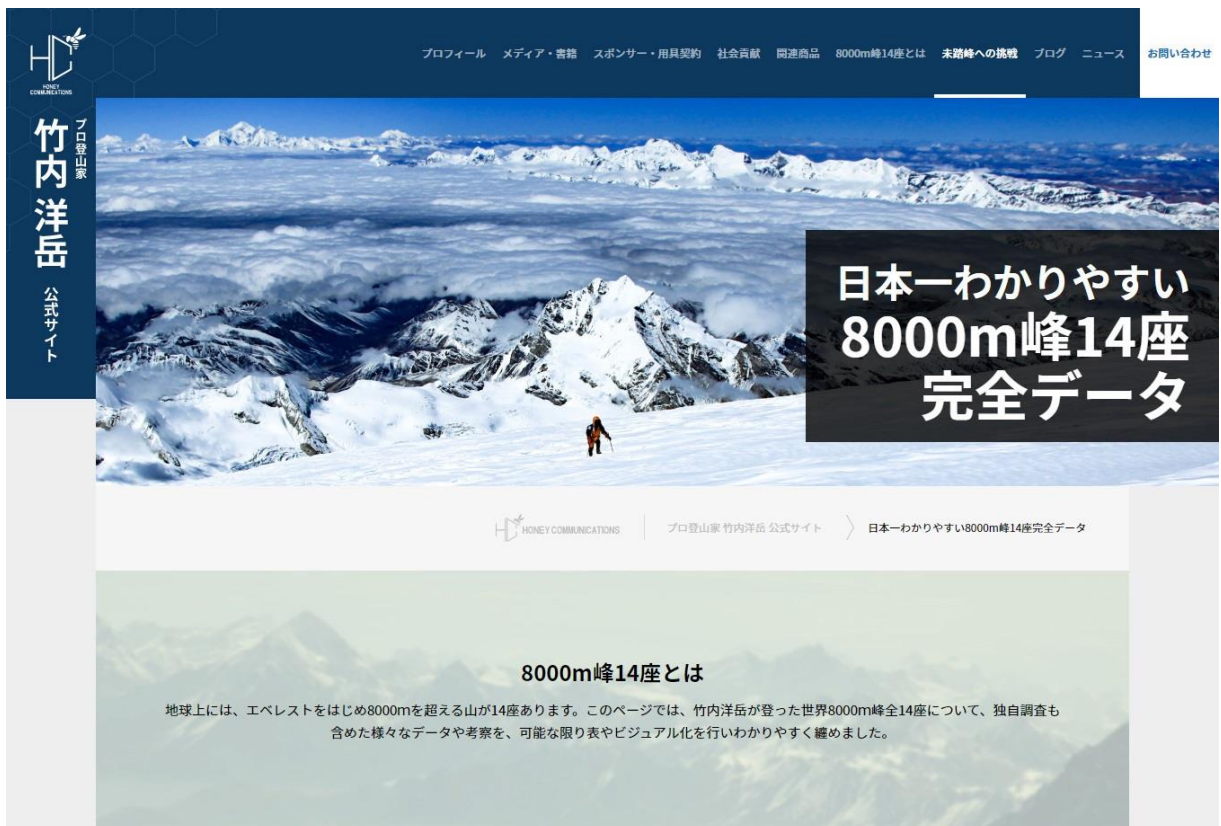 HONEY
COMMUNICATIONS
プロ登山家
竹内洋岳 公式サイト
プロフィール メディア・書籍 スポンサー・用具契約 社会貢献 関連商品 8000m峰14座とは 未踏峰への挑戦 ブログ ニュース お問い合わせ
日本一わかりやすい
8000m峰14座
完全データ
HONEY COMMUNICATIONS プロ登山家 竹内洋岳 公式サイト 日本一わかりやすい8000m峰14座完全データ
8000m峰14座とは
地球上には、エベレストをはじめ8000mを超える山が14座あります。このページでは、竹内洋岳が登った世界8000m峰全14座について、独自調査も
含めた様々なデータや考察を、可能な限り表やビジュアル化を行いわかりやすく纏めました。